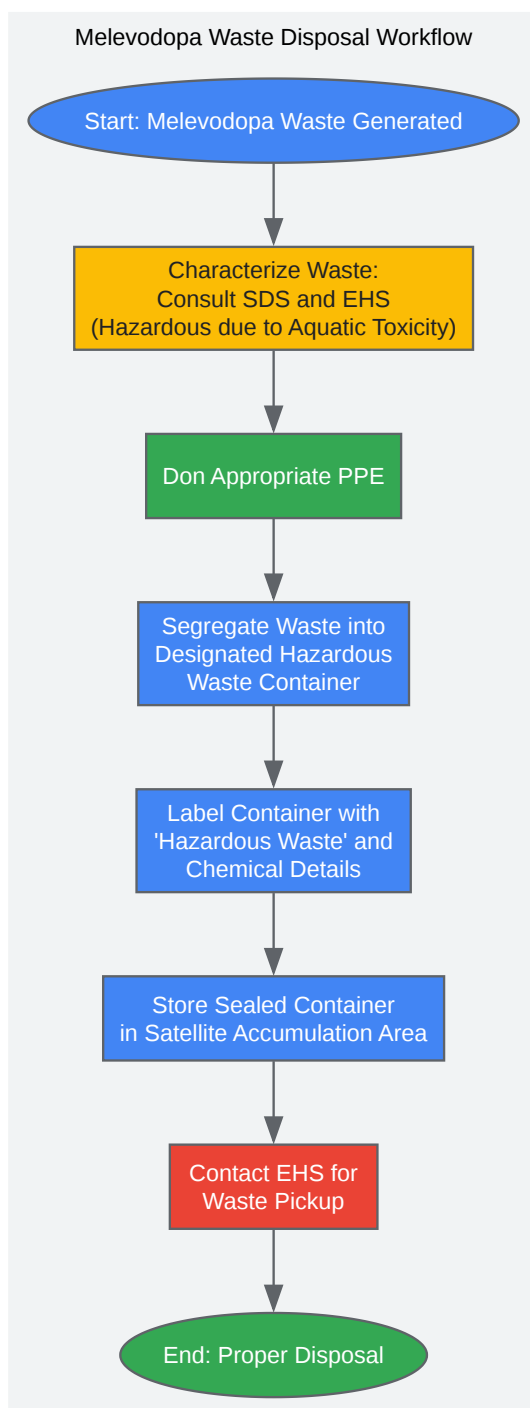 Melevodopa Waste Disposal Workflow
Start: Melevodopa Waste Generated
Characterize Waste:
Consult SDS and EHS
(Hazardous due to Aquatic Toxicity)
Don Appropriate PPE
Segregate Waste into
Designated Hazardous
Waste Container
Label Container with
'Hazardous Waste' and
Chemical Details
Store Sealed Container
in Satellite Accumulation Area
Contact EHS for
Waste Pickup
End: Proper Disposal